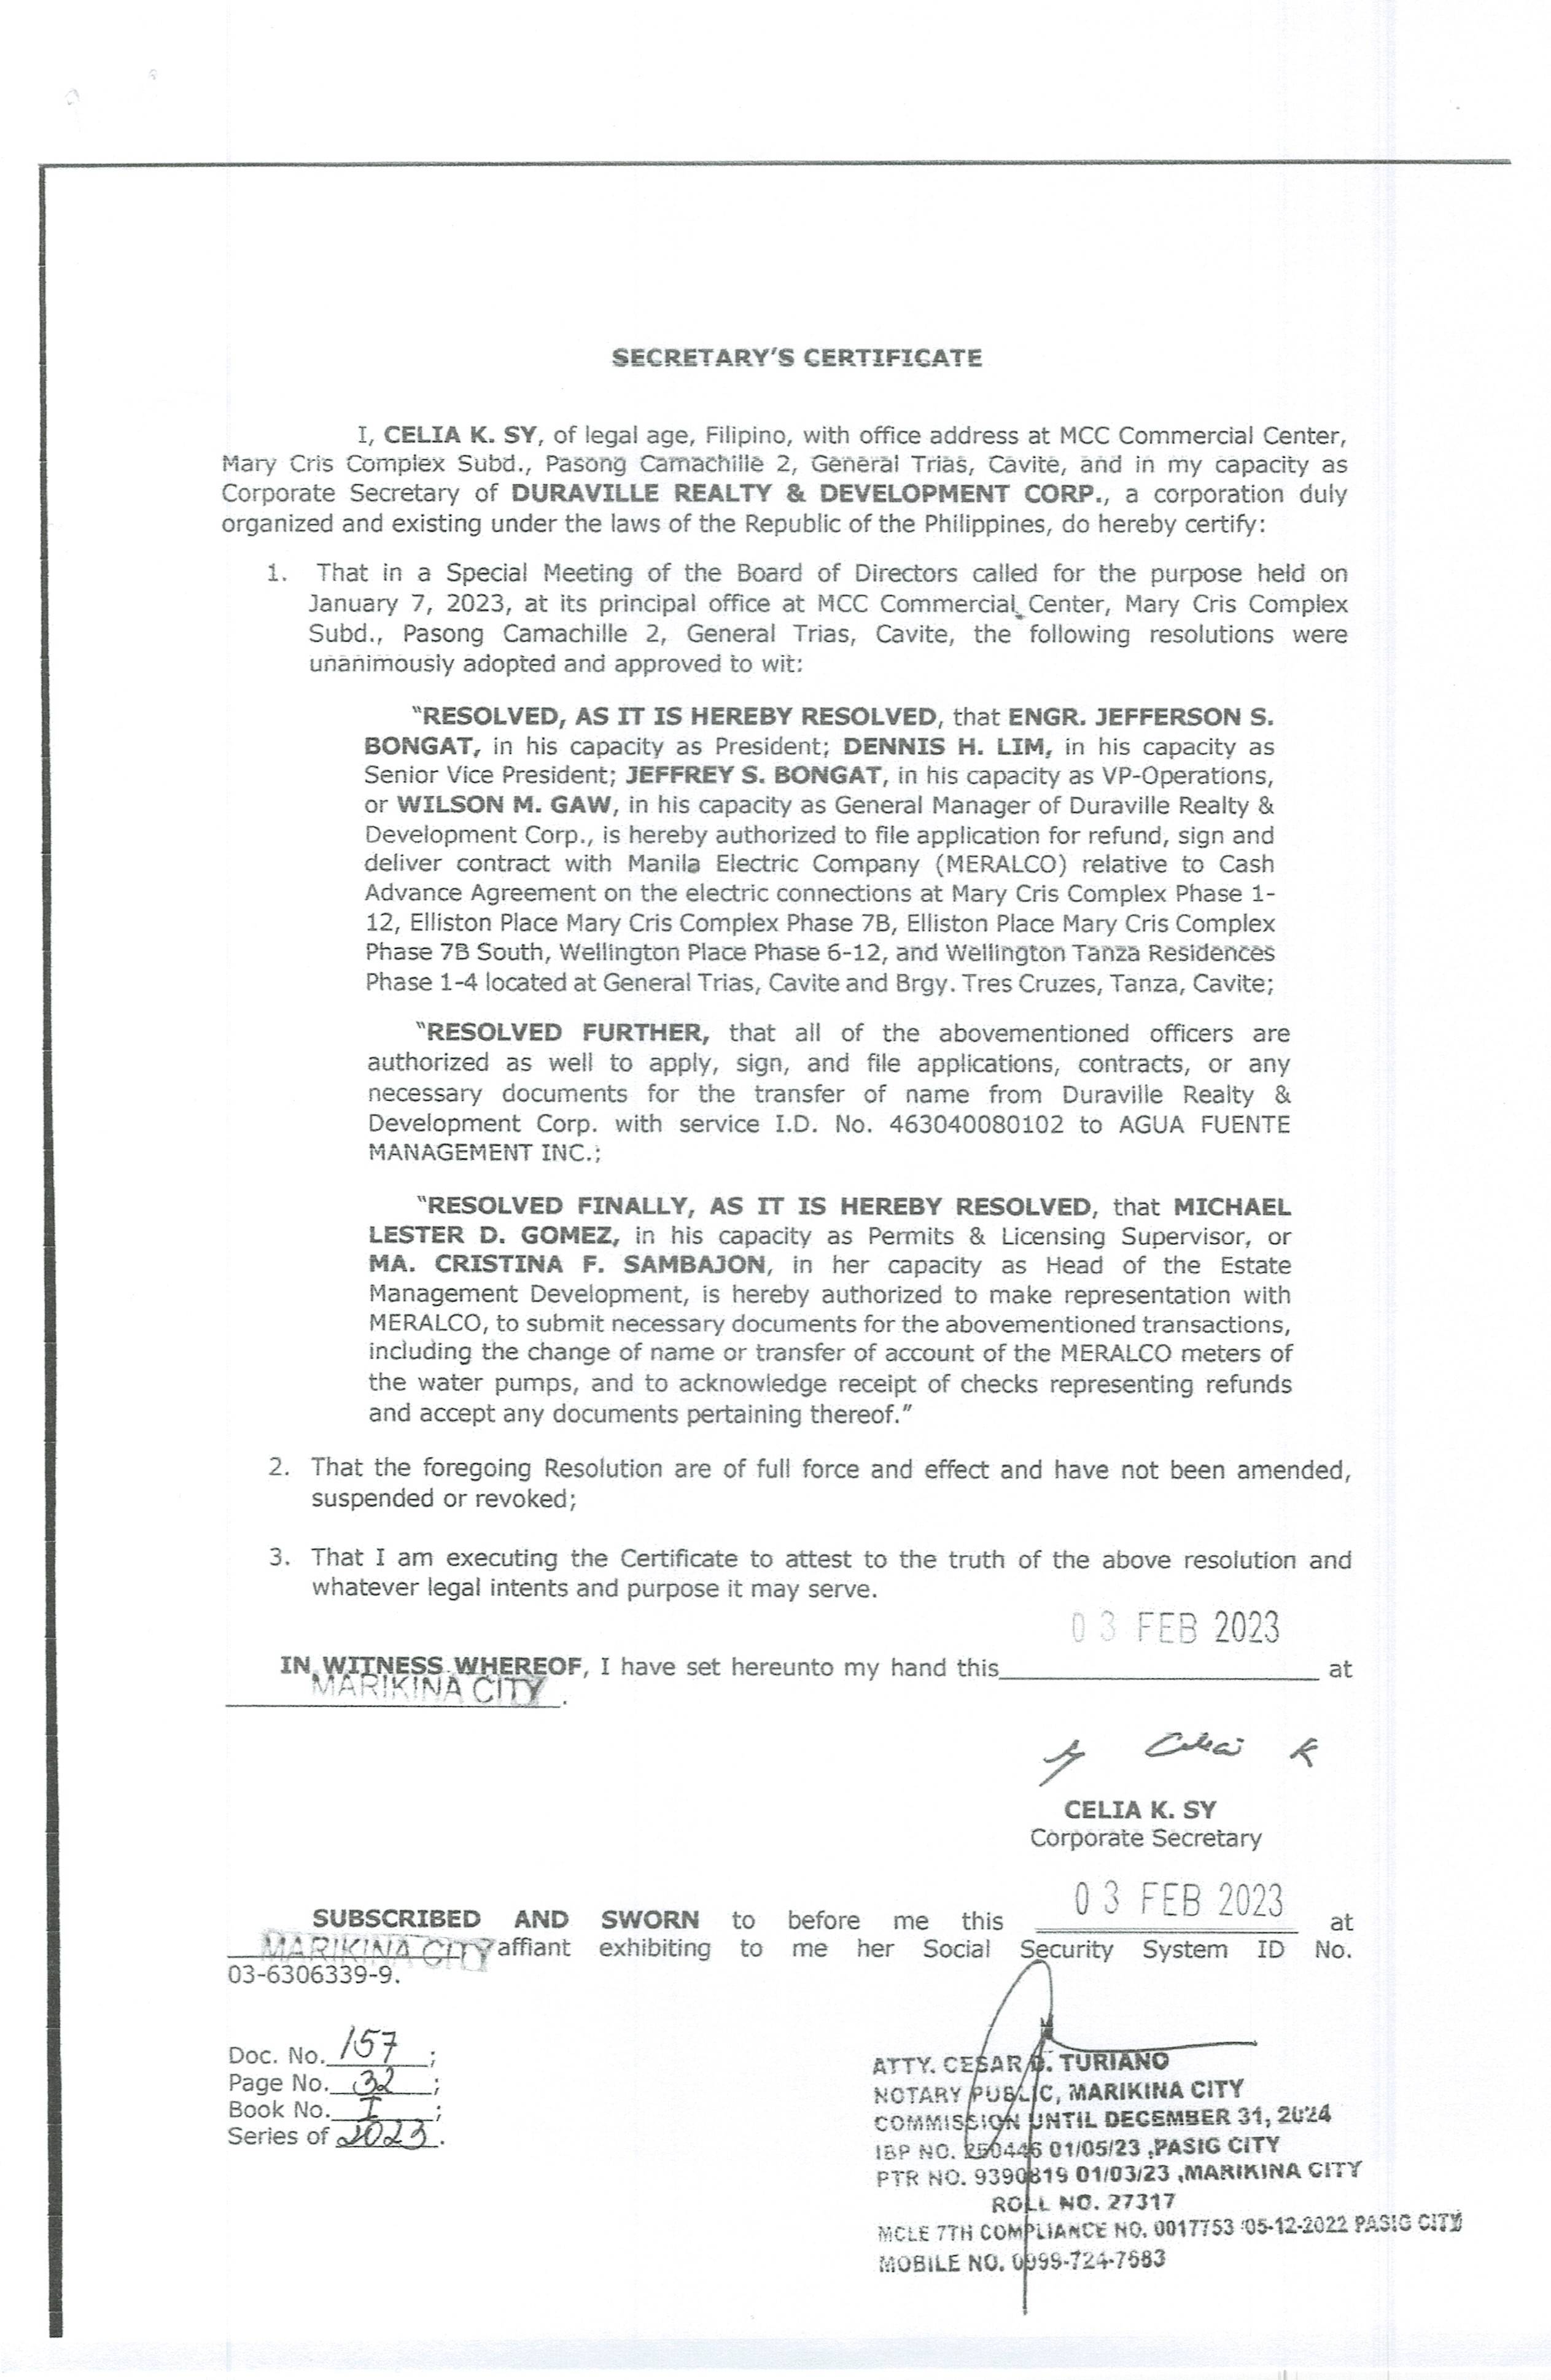 SECRETARY'S CERTIFICATE
I, CELIA K. SY, of legal age, Filipino, with office address at MCC Commercial Center,
Mary Cris Complex Subd., Pasong Camachille 2, General Trias, Cavite, and in my capacity as
Corporate Secretary of DURAVILLE REALTY & DEVELOPMENT CORP., a corporation duly
organized and existing under the laws of the Republic of the Philippines, do hereby certify:
1. That in a Special Meeting of the Board of Directors called for the purpose held on
January 7, 2023, at its principal office at MCC Commercial Center, Mary Cris Complex
Subd., Pasong Camachille 2, General Trias, Cavite, the following resolutions were
unanimously adopted and approved to wit:
"RESOLVED, AS IT IS HEREBY RESOLVED, that ENGR. JEFFERSON S.
BONGAT, in his capacity as President; DENNIS H. LIM, in his capacity as
Senior Vice President; JEFFREY S. BONGAT, in his capacity as VP-Operations,
or WILSON M. GAW, in his capacity as General Manager of Duraville Realty &
Development Corp., is hereby authorized to file application for refund, sign and
deliver contract with Manila Electric Company (MERALCO) relative to Cash
Advance Agreement on the electric connections at Mary Cris Complex Phase 1-
12, Elliston Place Mary Cris Complex Phase 7B, Elliston Place Mary Cris Complex
Phase 7B South, Wellington Place Phase 6-12, and Wellington Tanza Residences
Phase 1-4 located at General Trias, Cavite and Brgy. Tres Cruzes, Tanza, Cavite;
"RESOLVED FURTHER, that all of the abovementioned officers are
authorized as well to apply, sign, and file applications, contracts, or any
necessary documents for the transfer of name from Duraville Realty &
Development Corp. with service I.D. No. 463040080102 to AGUA FUENTE
MANAGEMENT INC.;
"RESOLVED FINALLY, AS IT IS HEREBY RESOLVED, that MICHAEL
LESTER D. GOMEZ, in his capacity as Permits & Licensing Supervisor, or
MA. CRISTINA F. SAMBAJON, in her capacity as Head of the Estate
Management Development, is hereby authorized to make representation with
MERALCO, to submit necessary documents for the abovementioned transactions,
including the change of name or transfer of account of the MERALCO meters of
the water pumps, and to acknowledge receipt of checks representing refunds
and accept any documents pertaining thereof."
2. That the foregoing Resolution are of full force and effect and have not been amended,
suspended or revoked;
3. That I am executing the Certificate to attest to the truth of the above resolution and
whatever legal intents and purpose it may serve.
03 FEB 2023
IN WITNESS WHEREOF, I have set hereunto my hand this at
MARIKINA CITY.
Sy Celia K
CELIA K. SY
Corporate Secretary
03 FEB 2023
SUBSCRIBED AND SWORN to before me this at
MARIKINA CITY affiant exhibiting to me her Social Security System ID No.
03-6306339-9.
Doc. No. 157;
Page No. 32;
Book No. I;
Series of 2023.
ATTY. CESAR D. TURIANO
NOTARY PUBLIC, MARIKINA CITY
COMMISSION UNTIL DECEMBER 31, 2024
IBP NO. 250446 01/05/23 ,PASIG CITY
PTR NO. 9390819 01/03/23 ,MARIKINA CITY
ROLL NO. 27317
MCLE 7TH COMPLIANCE NO. 0017753 05-12-2022 PASIG CITY
MOBILE NO. 0999-724-7683